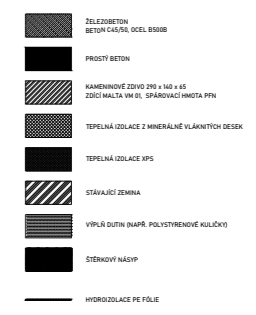 ŽELEZOBETON
BETON C45/50, OCEL B500B
PROSTÝ BETON
KAMENINOVÉ ZDIVO 290 x 140 x 65
ZDÍCÍ MALTA VM 01, SPÁROVACÍ HMOTA PFN
TEPELNÁ IZOLACE Z MINERÁLNĚ VLÁKNITÝCH DESEK
TEPELNÁ IZOLACE XPS
STÁVAJÍCÍ ZEMINA
VÝPLŇ DUTIN (NAPŘ. POLYSTYRENOVÉ KULIČKY)
ŠTĚRKOVÝ NÁSYP
HYDROIZOLACE PE FÓLIE